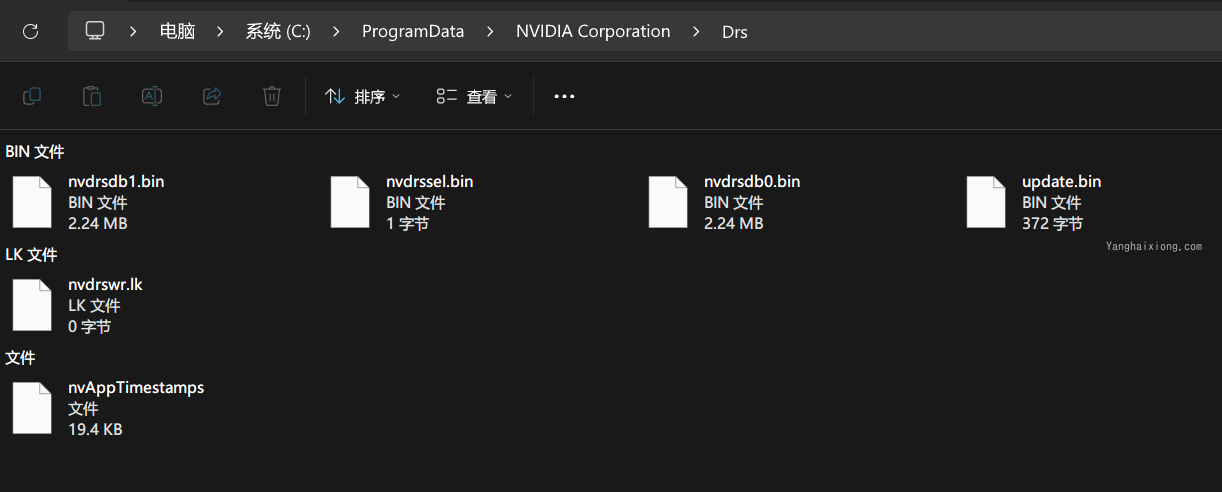 电脑 系统 (C:) ProgramData NVIDIA Corporation Drs
排序 查看
BIN 文件
nvdrsdb1.bin
BIN 文件
2.24 MB
nvdrssel.bin
BIN 文件
1 字节
nvdrsdb0.bin
BIN 文件
2.24 MB
update.bin
BIN 文件
372 字节
Yanghaixiong.com
LK 文件
nvdrswr.lk
LK 文件
0 字节
文件
nvAppTimestamps
文件
19.4 KB